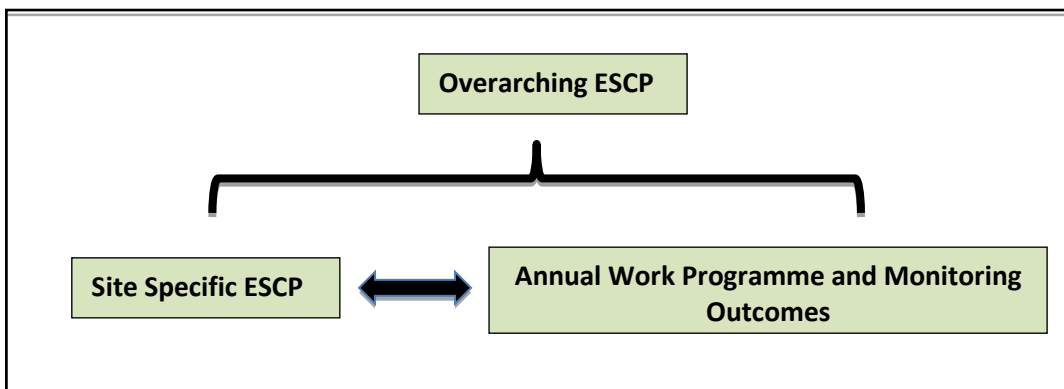 Overarching ESCP
Site Specific ESCP
Annual Work Programme and Monitoring
Outcomes